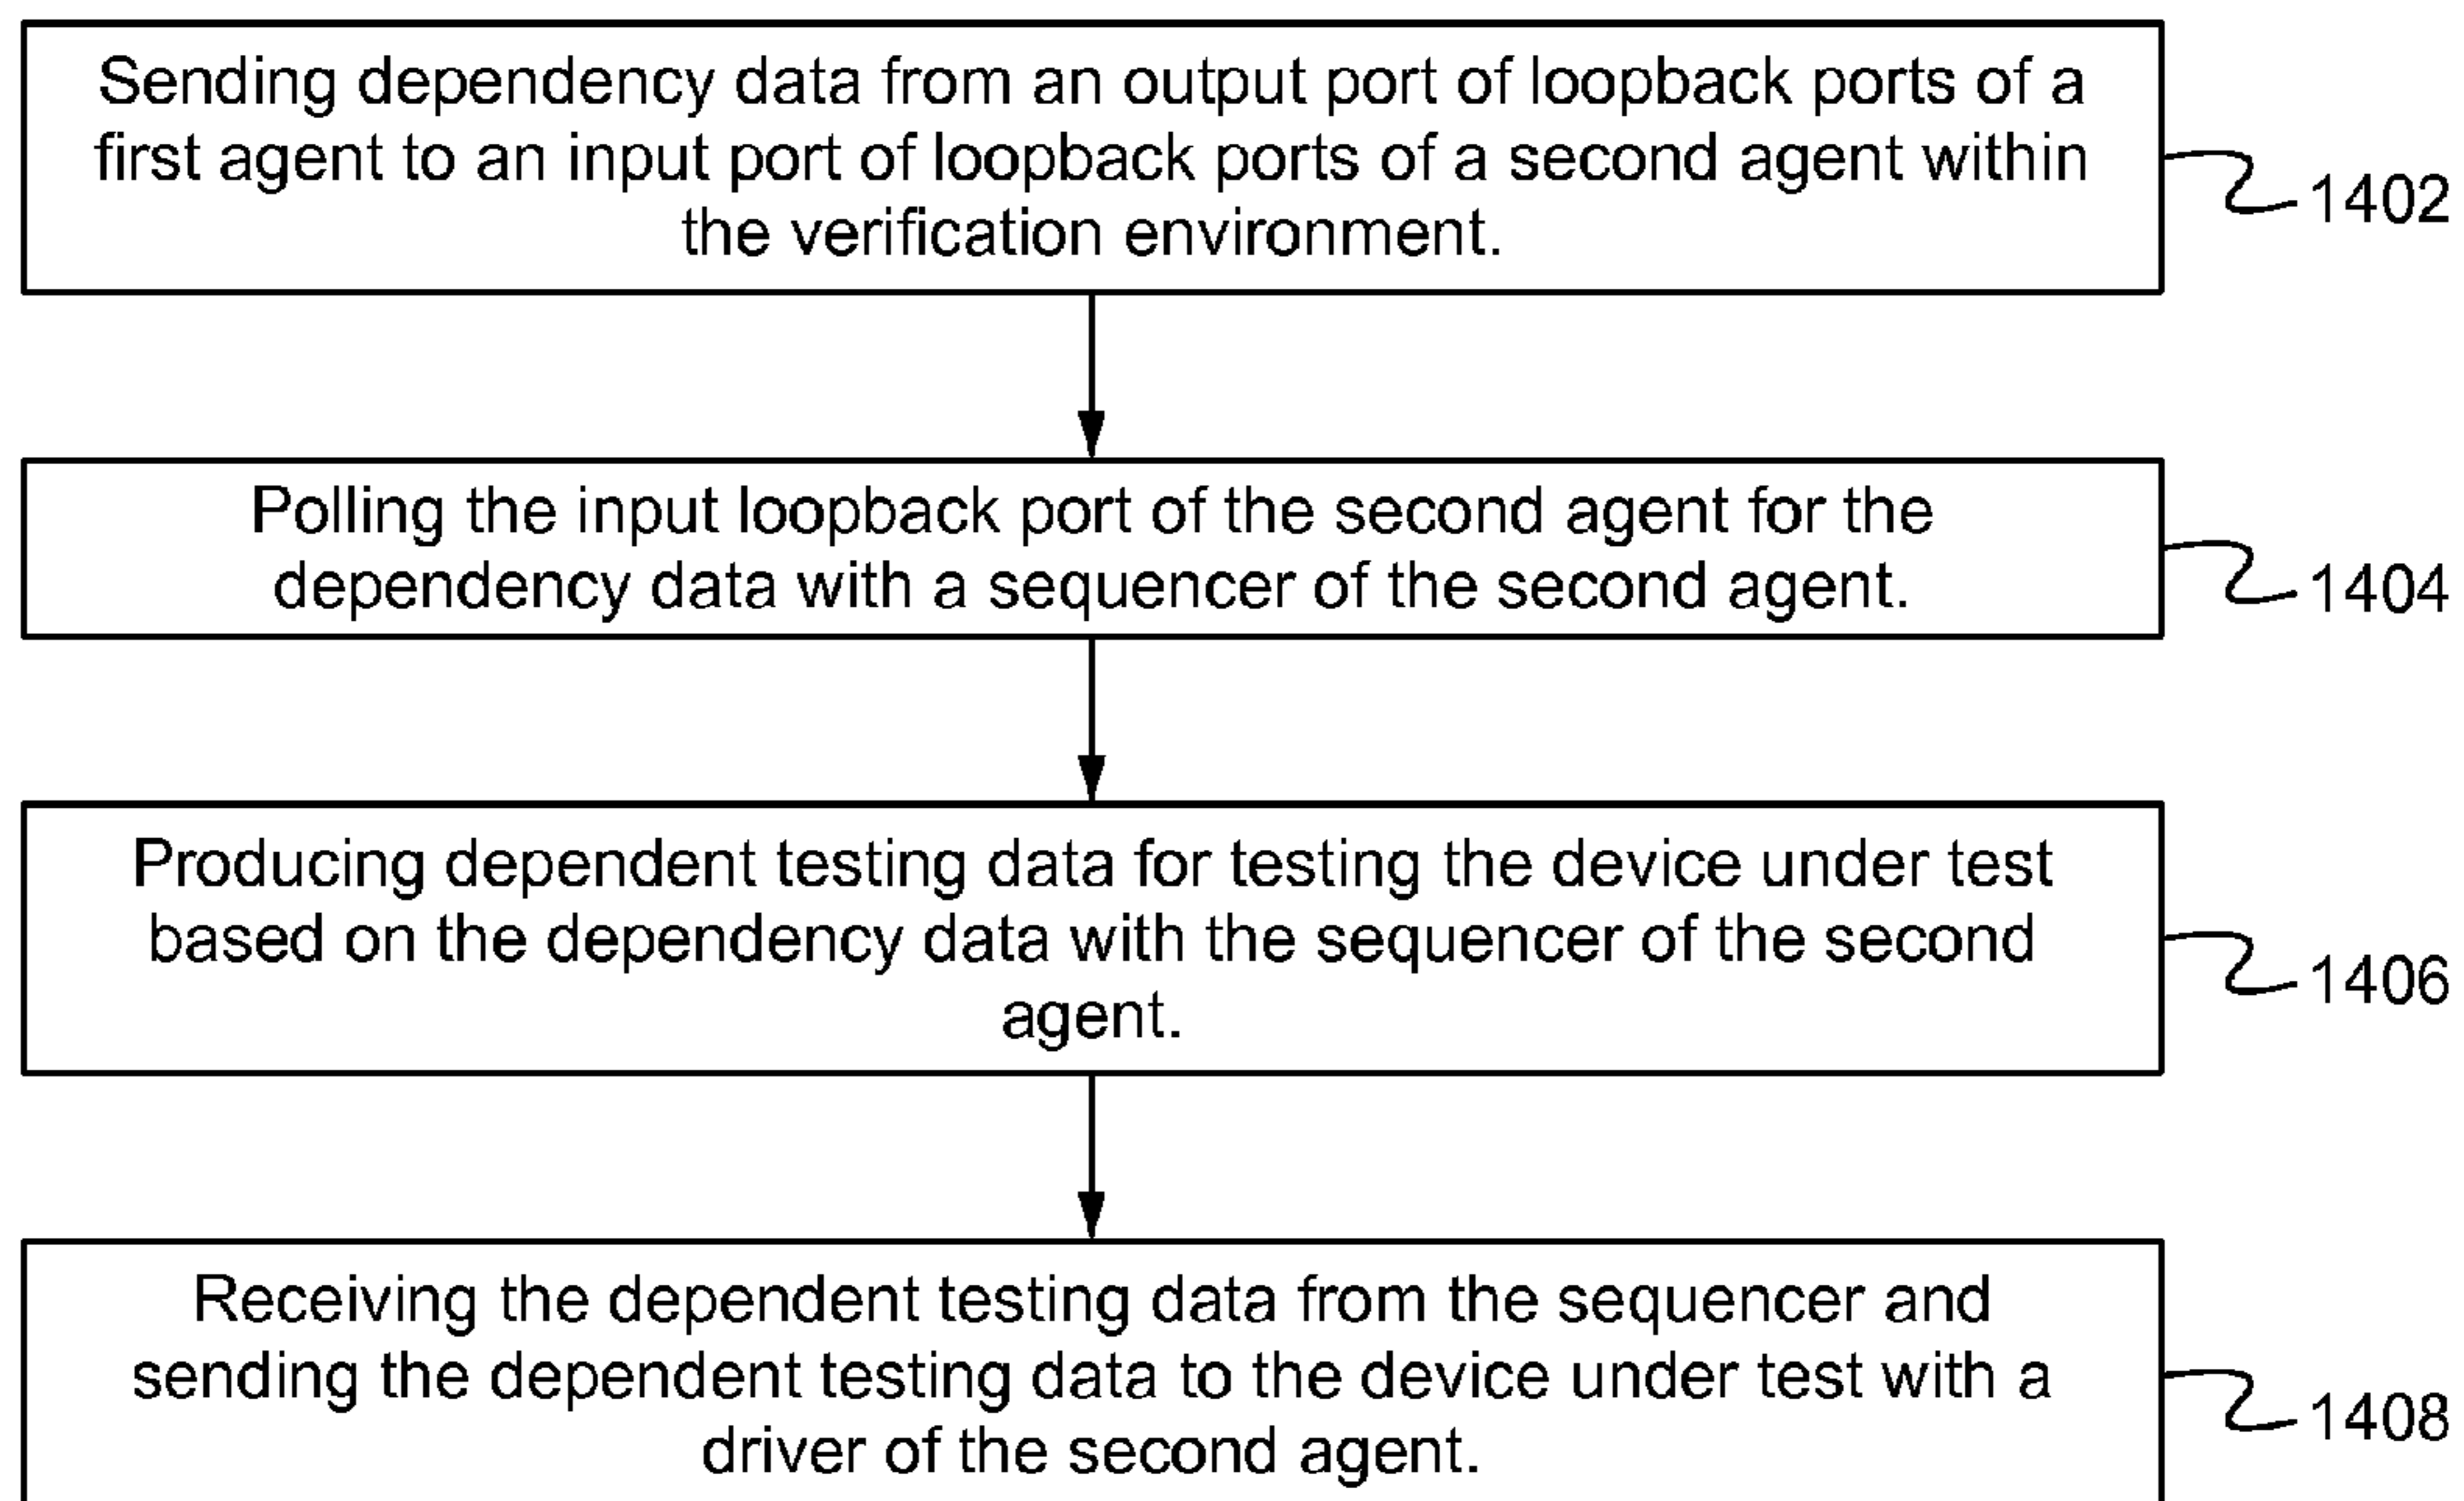 Sending dependency data from an output port of loopback ports of a
first agent to an input port of loopback ports of a second agent within
the verification environment.
1402
Polling the input loopback port of the second agent for the
dependency data with a sequencer of the second agent.
1404
Producing dependent testing data for testing the device under test
based on the dependency data with the sequencer of the second
agent.
1406
Receiving the dependent testing data from the sequencer and
sending the dependent testing data to the device under test with a
driver of the second agent.
1408